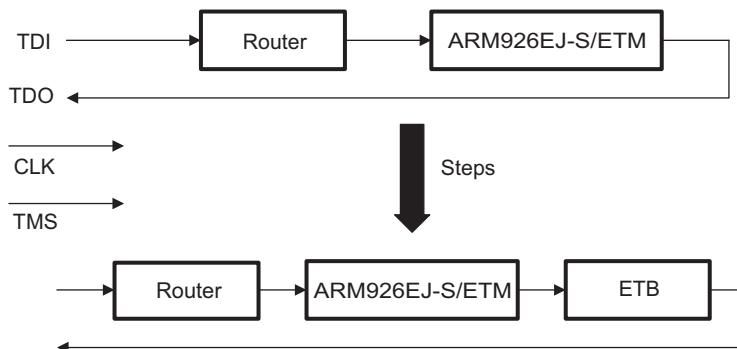 TDI
Router
ARM926EJ-S/ETM
TDO
CLK
Steps
TMS
Router
ARM926EJ-S/ETM
ETB